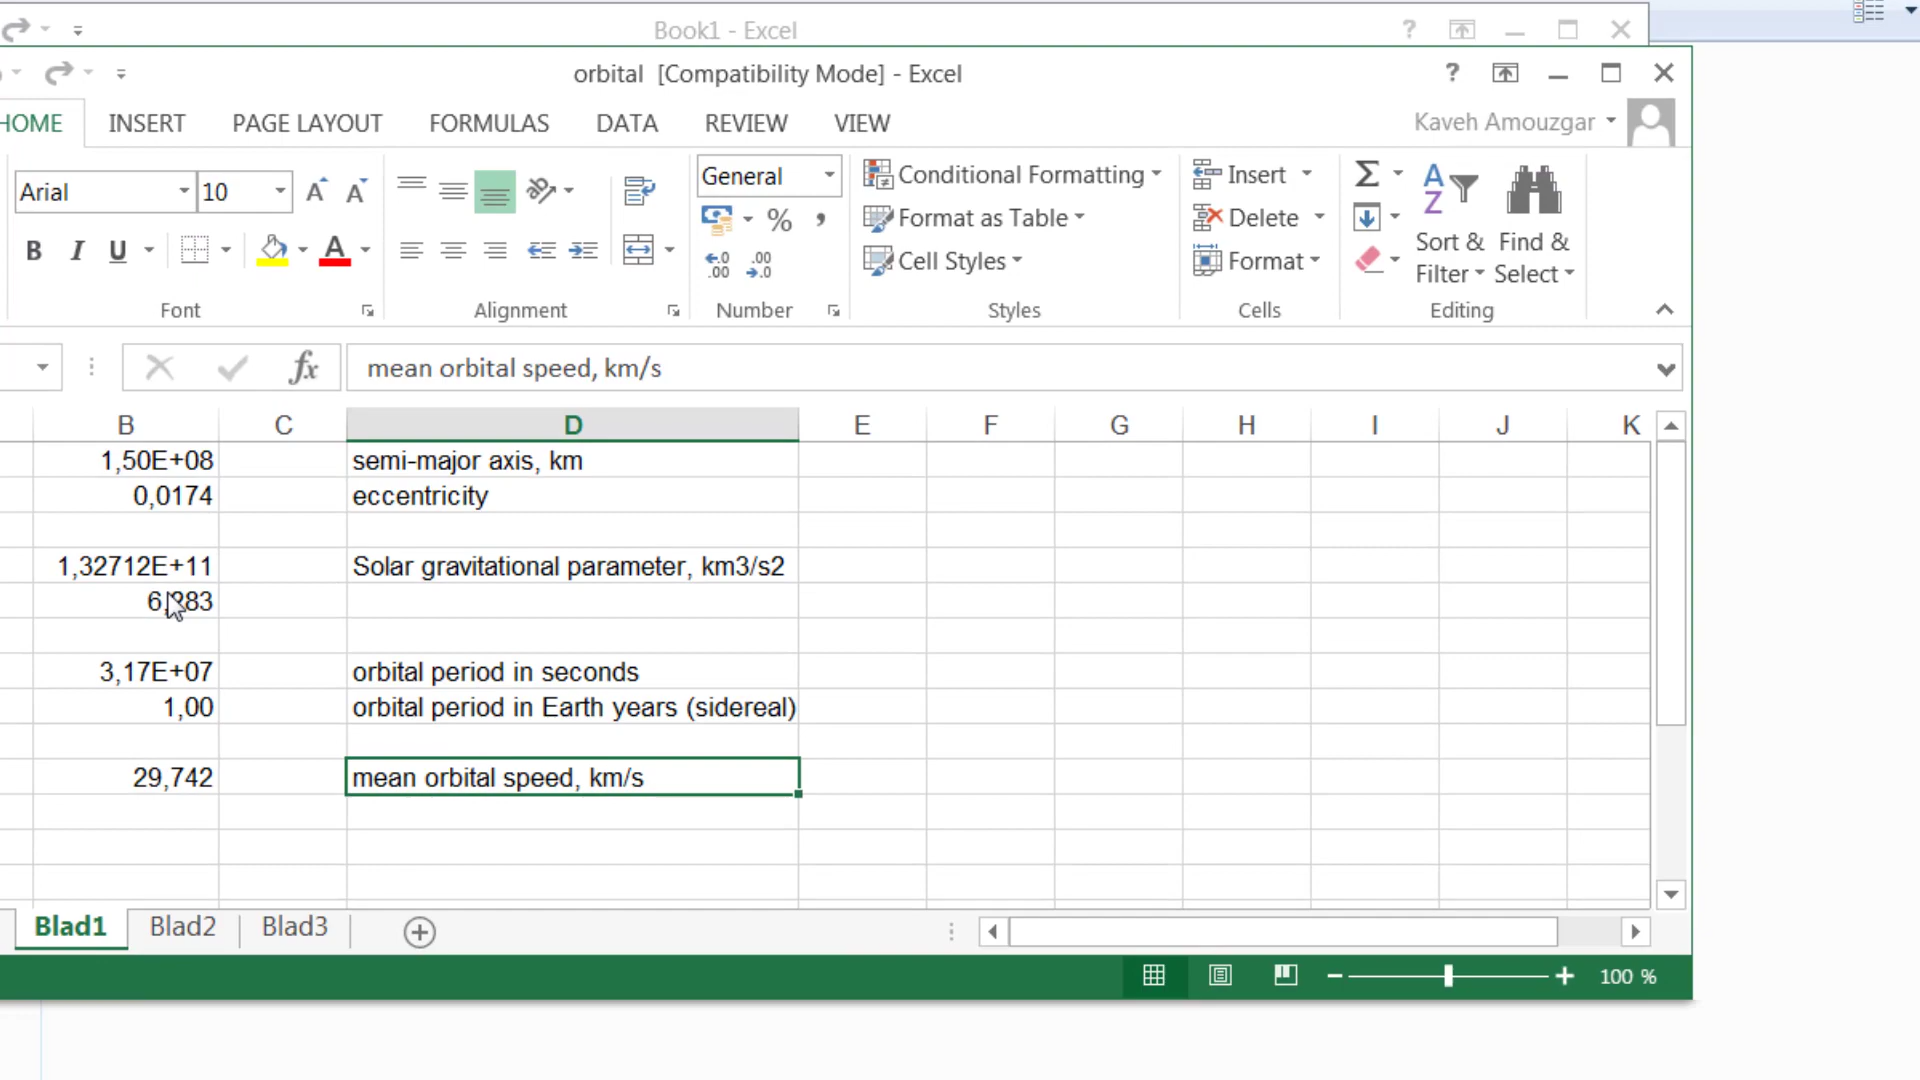 Book1 - Excel
?
orbital [Compatibility Mode] - Excel
?
HOME INSERT PAGE LAYOUT FORMULAS DATA REVIEW VIEW
Kaveh Amouzgar
Arial 10
General
Conditional Formatting
Format as Table
Cell Styles
Insert
Delete
Format
Sort & Filter
Find & Select
B I U
Font Alignment Number Styles Cells Editing
fx mean orbital speed, km/s
B C D E F G H I J K
1,50E+08 semi-major axis, km
0,0174 eccentricity
1,32712E+11 Solar gravitational parameter, km3/s2
6,283
3,17E+07 orbital period in seconds
1,00 orbital period in Earth years (sidereal)
29,742 mean orbital speed, km/s
Blad1 Blad2 Blad3
100 %